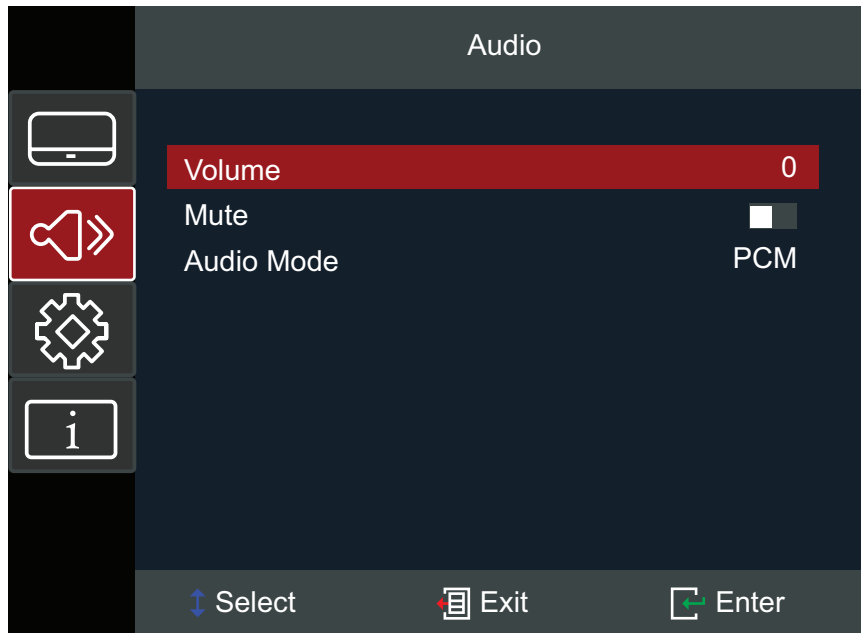 Audio
Volume 0
Mute
Audio Mode PCM
i
Select Exit Enter